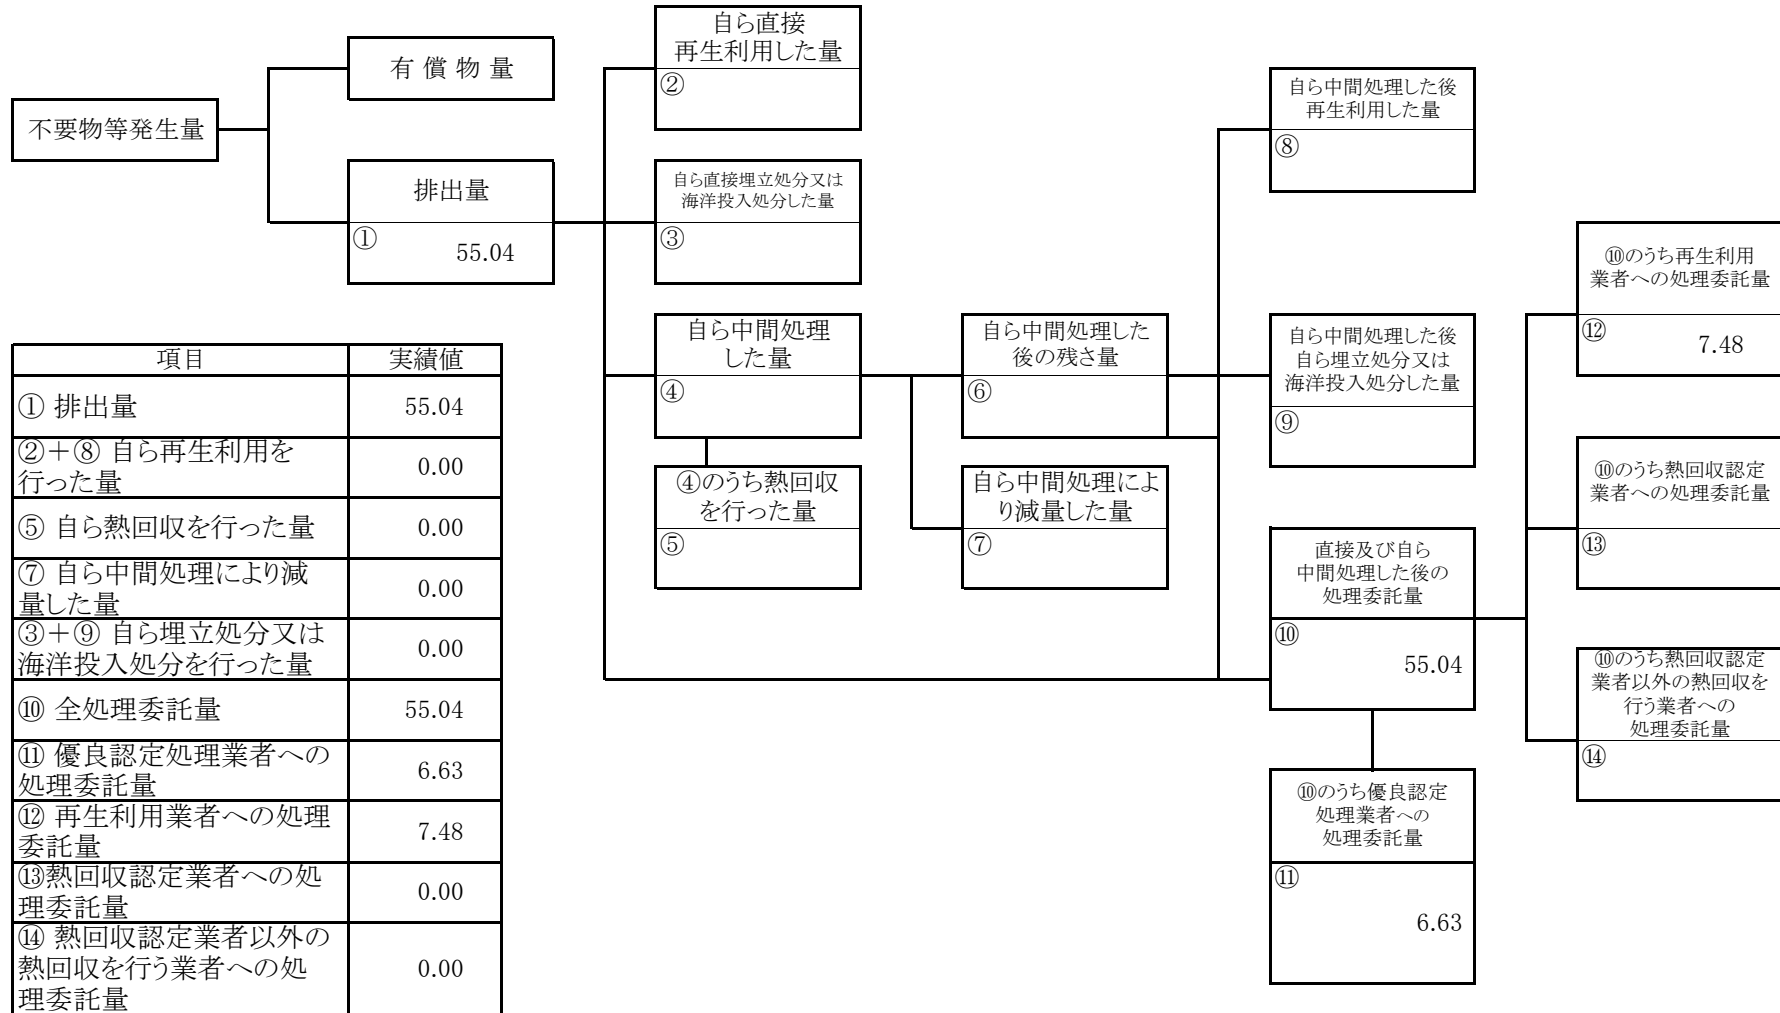 自ら直接
再生利用した量
②
有 償 物 量
不要物等発生量
排出量
①
55.04
自ら直接埋立処分又は
海洋投入処分した量
③
自ら中間処理した後
再生利用した量
⑧
⑩のうち再生利用
業者への処理委託量
⑫
7.48
自ら中間処理
した量
④
自ら中間処理した
後の残さ量
⑥
自ら中間処理した後
自ら埋立処分又は
海洋投入処分した量
⑨
④のうち熱回収
を行った量
⑤
自ら中間処理によ
り減量した量
⑦
⑩のうち熱回収認定
業者への処理委託量
⑬
直接及び自ら
中間処理した後の
処理委託量
⑩
55.04
⑩のうち熱回収認定
業者以外の熱回収を
行う業者への
処理委託量
⑭
⑩のうち優良認定
処理業者への
処理委託量
⑪
6.63
項目 実績値
① 排出量 55.04
②+⑧ 自ら再生利用を
行った量 0.00
⑤ 自ら熱回収を行った量 0.00
⑦ 自ら中間処理により減
量した量 0.00
③+⑨ 自ら埋立処分又は
海洋投入処分を行った量 0.00
⑩ 全処理委託量 55.04
⑪ 優良認定処理業者への
処理委託量 6.63
⑫ 再生利用業者への処理
委託量 7.48
⑬熱回収認定業者への処
理委託量 0.00
⑭ 熱回収認定業者以外の
熱回収を行う業者への処
理委託量 0.00